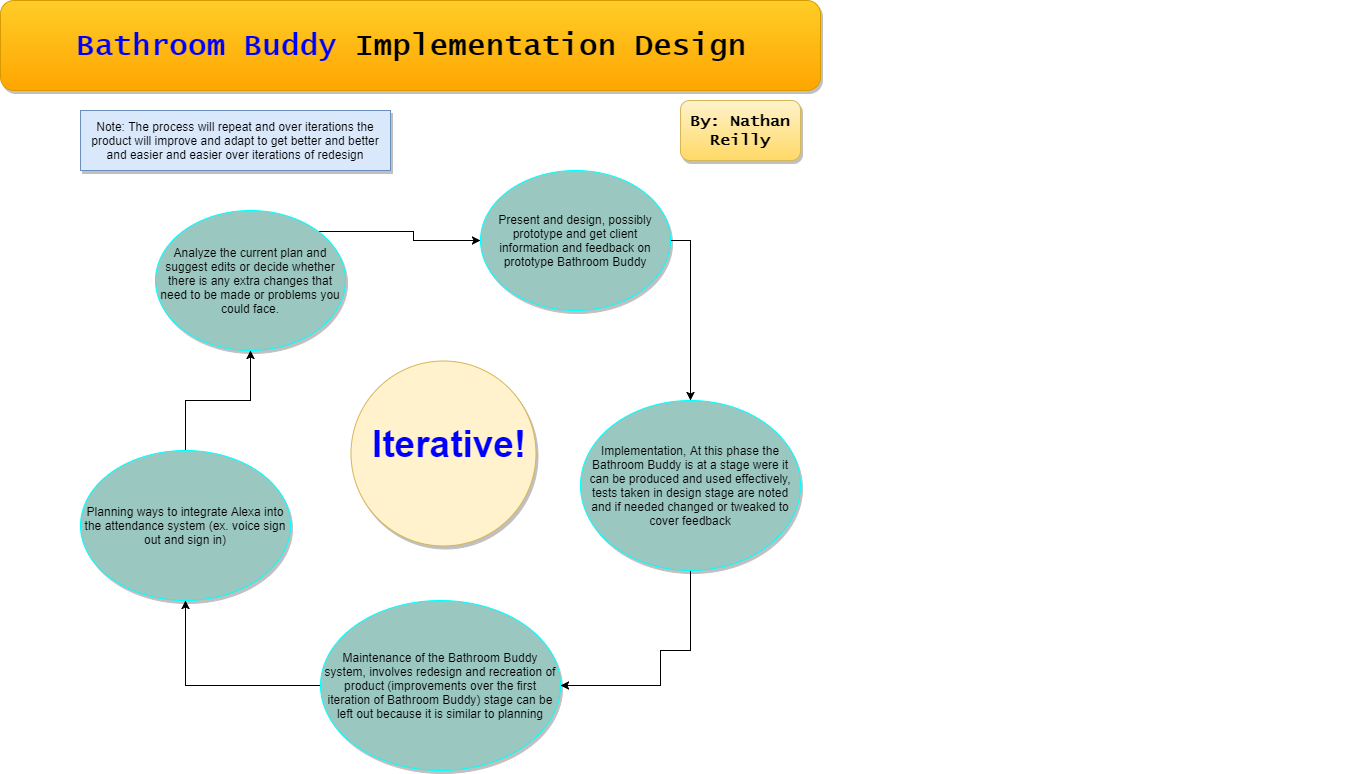 Bathroom Buddy Implementation Design
Note: The process will repeat and over iterations the
product will improve and adapt to get better and better
and easier and easier over iterations of redesign
By: Nathan
Reilly
Present and design, possibly
prototype and get client
information and feedback on
prototype Bathroom Buddy
Analyze the current plan and
suggest edits or decide whether
there is any extra changes that
need to be made or problems you
could face.
Iterative!
Implementation, At this phase the
Bathroom Buddy is at a stage were it
can be produced and used effectively,
tests taken in design stage are noted
and if needed changed or tweaked to
cover feedback
Planning ways to integrate Alexa into
the attendance system (ex. voice sign
out and sign in)
Maintenance of the Bathroom Buddy
system, involves redesign and recreation of
product (improvements over the first
iteration of Bathroom Buddy) stage can be
left out because it is similar to planning